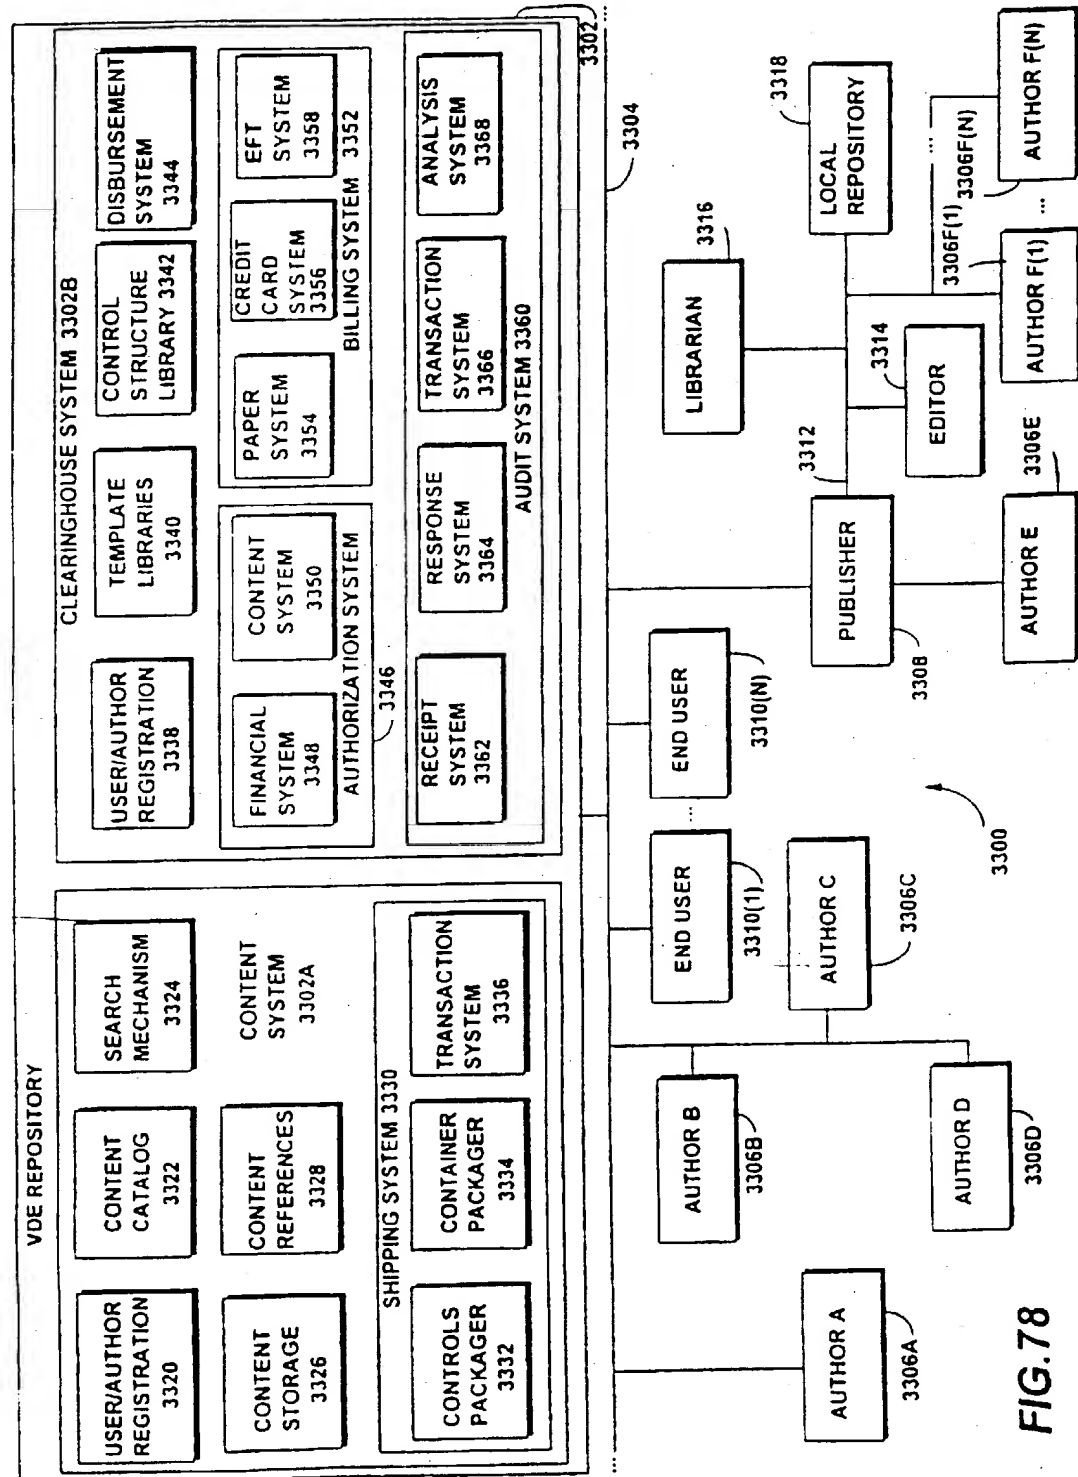 VDE REPOSITORY
3302
USER/AUTHOR
REGISTRATION
3320
CONTENT
CATALOG
3322
SEARCH
MECHANISM
3324
CONTENT
STORAGE
3326
CONTENT
REFERENCES
3328
CONTENT
SYSTEM
3302A
SHIPPING SYSTEM 3330
CONTROLS
PACKAGER
3332
CONTAINER
PACKAGER
3334
TRANSACTION
SYSTEM
3336
CLEARINGHOUSE SYSTEM 3302B
USER/AUTHOR
REGISTRATION
3338
TEMPLATE
LIBRARIES
3340
CONTROL
STRUCTURE
LIBRARY 3342
DISBURSEMENT
SYSTEM
3344
FINANCIAL
SYSTEM
3348
CONTENT
SYSTEM
3350
AUTHORIZATION SYSTEM
3346
PAPER
SYSTEM
3354
CREDIT
CARD
SYSTEM
3356
EFT
SYSTEM
3358
BILLING SYSTEM 3352
RECEIPT
SYSTEM
3362
RESPONSE
SYSTEM
3364
TRANSACTION
SYSTEM
3366
ANALYSIS
SYSTEM
3368
AUDIT SYSTEM 3360
...
...
3304
AUTHOR A
3306A
AUTHOR B
3306B
AUTHOR C
3306C
AUTHOR D
3306D
END USER
3310(1)
...
END USER
3310(N)
PUBLISHER
3308
3312
AUTHOR E
3306E
LIBRARIAN
3316
EDITOR
3314
LOCAL
REPOSITORY
3318
AUTHOR F(1)
3306F(1)
...
...
AUTHOR F(N)
3306F(N)
3300
FIG.78